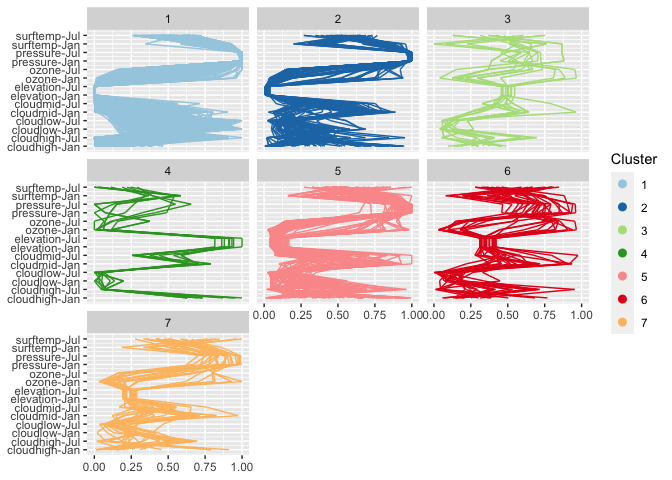 1 2 3
surftemp-Jul
surftemp-Jan
pressure-Jul
pressure-Jan
ozone-Jul
ozone-Jan
elevation-Jul
elevation-Jan
cloudmid-Jul
cloudmid-Jan
cloudlow-Jul
cloudlow-Jan
cloudhigh-Jul
cloudhigh-Jan
Cluster
1
2
3
4
5
6
7
4 5 6
surftemp-Jul
surftemp-Jan
pressure-Jul
pressure-Jan
ozone-Jul
ozone-Jan
elevation-Jul
elevation-Jan
cloudmid-Jul
cloudmid-Jan
cloudlow-Jul
cloudlow-Jan
cloudhigh-Jul
cloudhigh-Jan
0.00 0.25 0.50 0.75 1.00 0.00 0.25 0.50 0.75 1.00
7
surftemp-Jul
surftemp-Jan
pressure-Jul
pressure-Jan
ozone-Jul
ozone-Jan
elevation-Jul
elevation-Jan
cloudmid-Jul
cloudmid-Jan
cloudlow-Jul
cloudlow-Jan
cloudhigh-Jul
cloudhigh-Jan
0.00 0.25 0.50 0.75 1.00